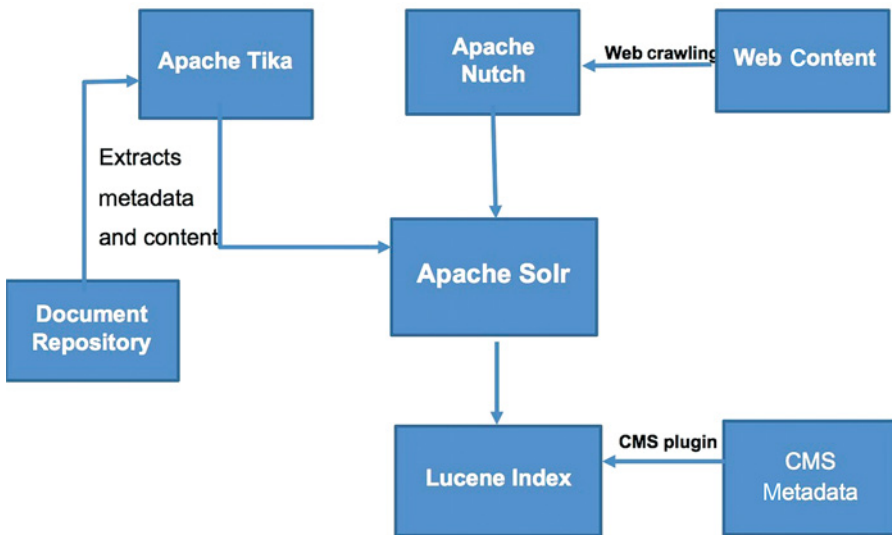 Apache Tika
Apache
Nutch
Web crawling
Web Content
Extracts
metadata
and content
Apache Solr
Document
Repository
Lucene Index
CMS plugin
CMS
Metadata